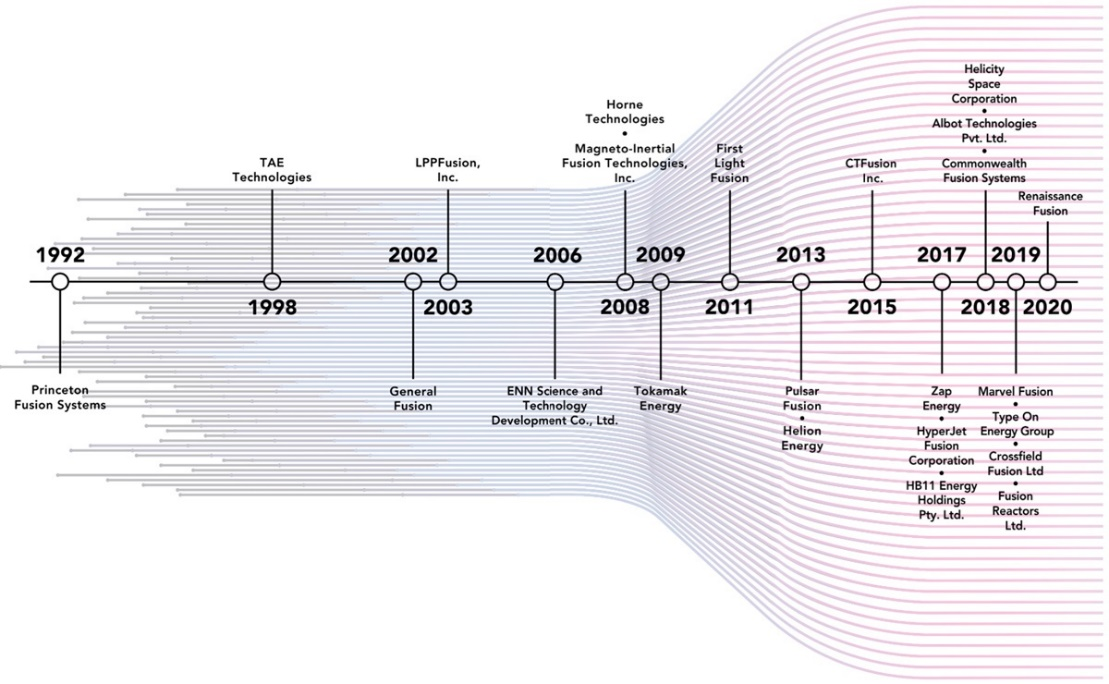 Helicity
Space
Corporation
•
Albot Technologies
Pvt. Ltd.
•
Commonwealth
Fusion Systems
Horne
Technologies
•
Magneto-Inertial
Fusion Technologies,
Inc.
First
Light
Fusion
TAE
Technologies
LPPFusion,
Inc.
CTFusion
Inc.
Renaissance
Fusion
1992
2002
2006
2009
2013
2017
2019
1998
2003
2008
2011
2015
2018
2020
Princeton
Fusion Systems
General
Fusion
ENN Science and
Technology
Development Co., Ltd.
Tokamak
Energy
Pulsar
Fusion
•
Helion
Energy
Zap
Energy
•
HyperJet
Fusion
Corporation
•
HB11 Energy
Holdings
Pty. Ltd.
Marvel Fusion
•
Type On
Energy Group
•
Crossfield
Fusion Ltd
•
Fusion
Reactors
Ltd.